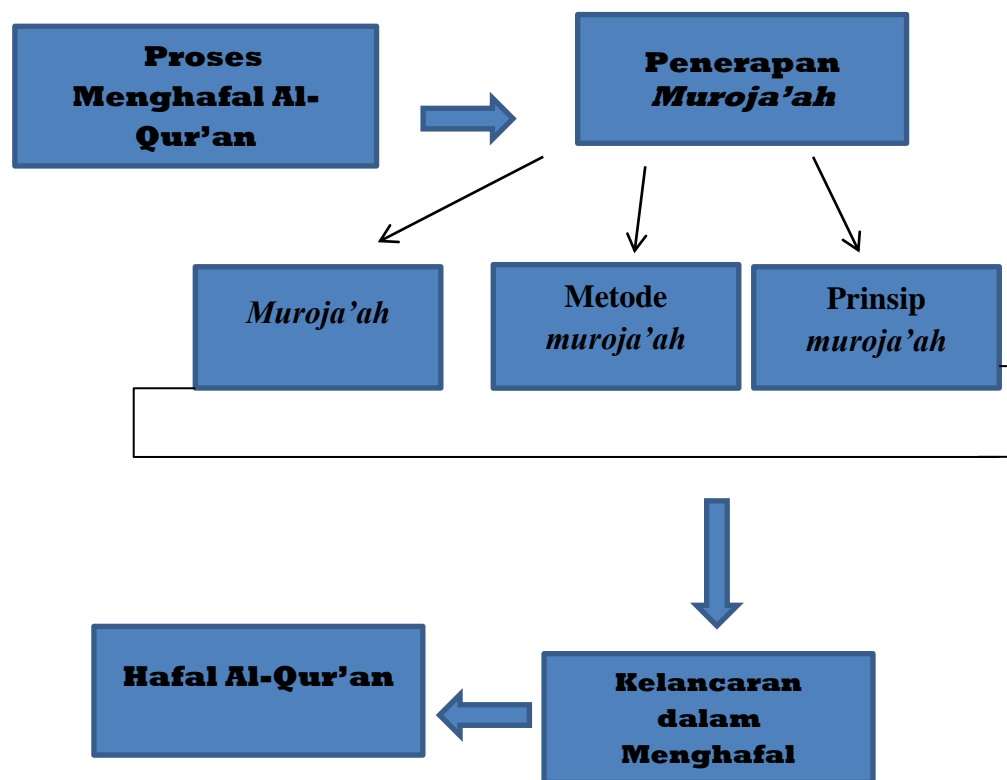 Proses
Menghafal Al-
Qur’an
Penerapan
Muroja’ah
Muroja’ah
Metode
muroja’ah
Prinsip
muroja’ah
Hafal Al-Qur’an
Kelancaran
dalam
Menghafal